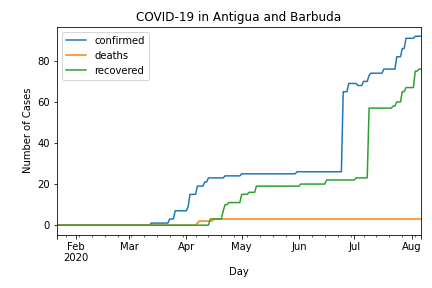 COVID-19 in Antigua and Barbuda
confirmed
deaths
recovered
Number of Cases
80
60
40
20
0
Feb
2020
Mar
Apr
May
Jun
Jul
Aug
Day